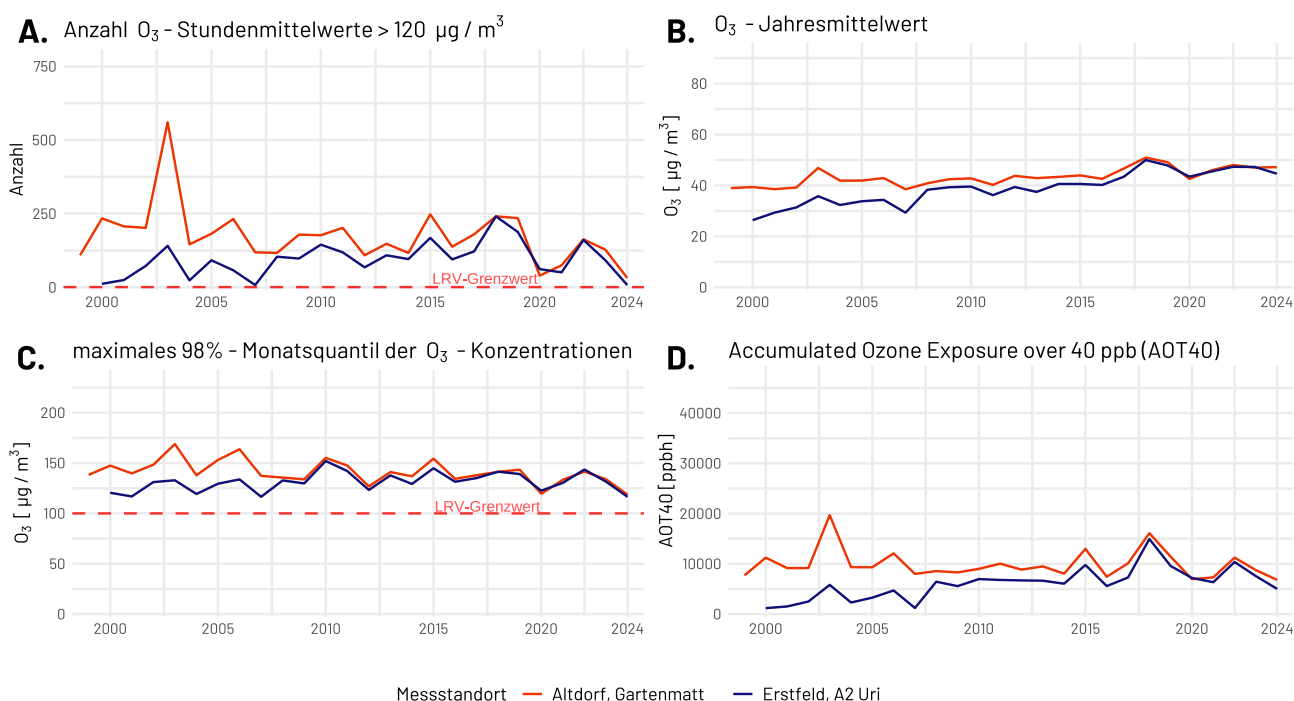 A. Anzahl O₃ - Stundenmittelwerte > 120 µg / m³
Anzahl
750
500
250
0
LRV-Grenzwert
2000 2005 2010 2015 2020 2024
B. O₃ - Jahresmittelwert
O₃ [ µg / m³]
80
60
40
20
0
2000 2005 2010 2015 2020 2024
C. maximales 98% - Monatsquantil der O₃ - Konzentrationen
O₃ [ µg / m³]
200
150
100
50
0
LRV-Grenzwert
2000 2005 2010 2015 2020 2024
D. Accumulated Ozone Exposure over 40 ppb (AOT40)
AOT40 [ppbh]
40000
30000
20000
10000
0
2000 2005 2010 2015 2020 2024
Messstandort Altdorf, Gartenmatt Erstfeld, A2 Uri